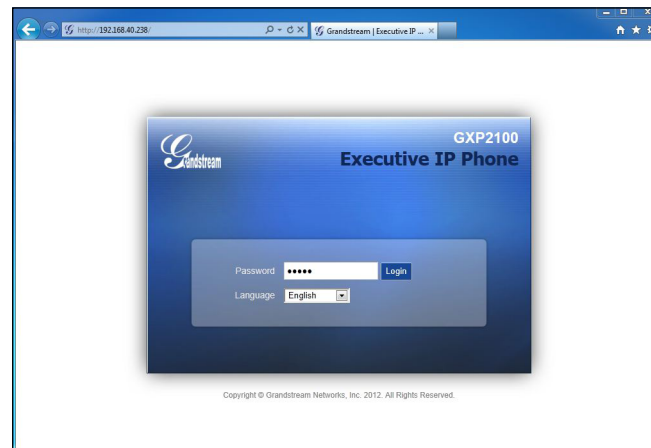 http://192.168.40.238/
Grandstream | Executive IP ...
Grandstream
GXP2100
Executive IP Phone
Password
Login
Language
English
Copyright © Grandstream Networks, Inc. 2012. All Rights Reserved.